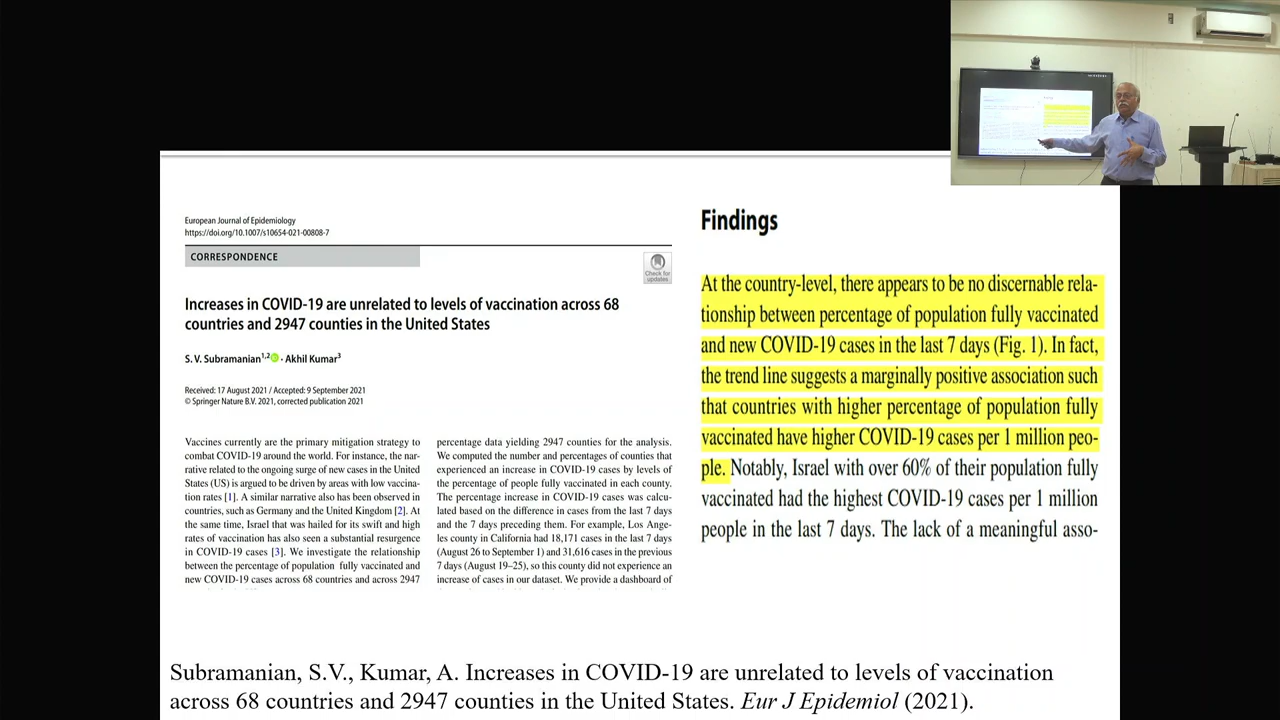 European Journal of Epidemiology
https://doi.org/10.1007/s10654-021-00808-7
CORRESPONDENCE
Check for
updates
Increases in COVID-19 are unrelated to levels of vaccination across 68
countries and 2947 counties in the United States
S. V. Subramanian1,2 · Akhil Kumar3
Received: 17 August 2021 / Accepted: 9 September 2021
© Springer Nature B.V. 2021, corrected publication 2021
Vaccines currently are the primary mitigation strategy to
combat COVID-19 around the world. For instance, the nar-
rative related to the ongoing surge of new cases in the United
States (US) is argued to be driven by areas with low vaccina-
tion rates [1]. A similar narrative also has been observed in
countries, such as Germany and the United Kingdom [2]. At
the same time, Israel that was hailed for its swift and high
rates of vaccination has also seen a substantial resurgence
in COVID-19 cases [3]. We investigate the relationship
between the percentage of population fully vaccinated and
new COVID-19 cases across 68 countries and across 2947
percentage data yielding 2947 counties for the analysis.
We computed the number and percentages of counties that
experienced an increase in COVID-19 cases by levels of
the percentage of people fully vaccinated in each county.
The percentage increase in COVID-19 cases was calcu-
lated based on the difference in cases from the last 7 days
and the 7 days preceding them. For example, Los Ange-
les county in California had 18,171 cases in the last 7 days
(August 26 to September 1) and 31,616 cases in the previous
7 days (August 19–25), so this county did not experience an
increase of cases in our dataset. We provide a dashboard of
Findings
At the country-level, there appears to be no discernable rela-
tionship between percentage of population fully vaccinated
and new COVID-19 cases in the last 7 days (Fig. 1). In fact,
the trend line suggests a marginally positive association such
that countries with higher percentage of population fully
vaccinated have higher COVID-19 cases per 1 million peo-
ple. Notably, Israel with over 60% of their population fully
vaccinated had the highest COVID-19 cases per 1 million
people in the last 7 days. The lack of a meaningful asso-
Subramanian, S.V., Kumar, A. Increases in COVID-19 are unrelated to levels of vaccination
across 68 countries and 2947 counties in the United States. Eur J Epidemiol (2021).